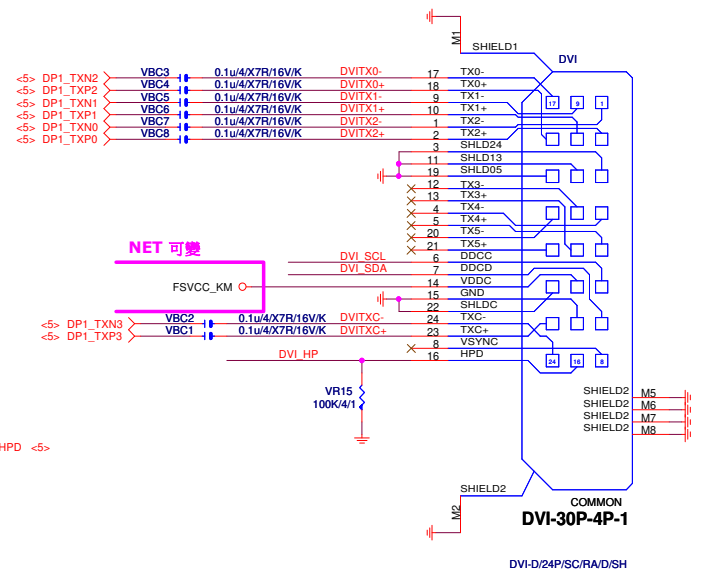 M1
SHIELD1
DVI
<5> DP1_TXN2 VBC3 0.1u/4/X7R/16V/K DVITX0- 17 TX0-
<5> DP1_TXP2 VBC4 0.1u/4/X7R/16V/K DVITX0+ 18 TX0+
<5> DP1_TXN1 VBC5 0.1u/4/X7R/16V/K DVITX1- 9 TX1-
<5> DP1_TXP1 VBC6 0.1u/4/X7R/16V/K DVITX1+ 10 TX1+
<5> DP1_TXN0 VBC7 0.1u/4/X7R/16V/K DVITX2- 1 TX2-
<5> DP1_TXP0 VBC8 0.1u/4/X7R/16V/K DVITX2+ 2 TX2+
17 9 1
3 SHLD24
11 SHLD13
19 SHLD05
12 TX3-
13 TX3+
4 TX4-
5 TX4+
20 TX5-
21 TX5+
NET 可變
DVI_SCL 6 DDCC
DVI_SDA 7 DDCD
FSVCC_KM 14 VDDC
15 GND
22 SHLDC
<5> DP1_TXN3 VBC2 0.1u/4/X7R/16V/K DVITXC- 24 TXC-
<5> DP1_TXP3 VBC1 0.1u/4/X7R/16V/K DVITXC+ 23 TXC+
8 VSYNC
DVI_HP 16 HPD
24 16 8
VR15
100K/4/1
SHIELD2 M5
SHIELD2 M6
SHIELD2 M7
SHIELD2 M8
HPD <5>
SHIELD2
M2
COMMON
DVI-30P-4P-1
DVI-D/24P/SC/RA/D/SH